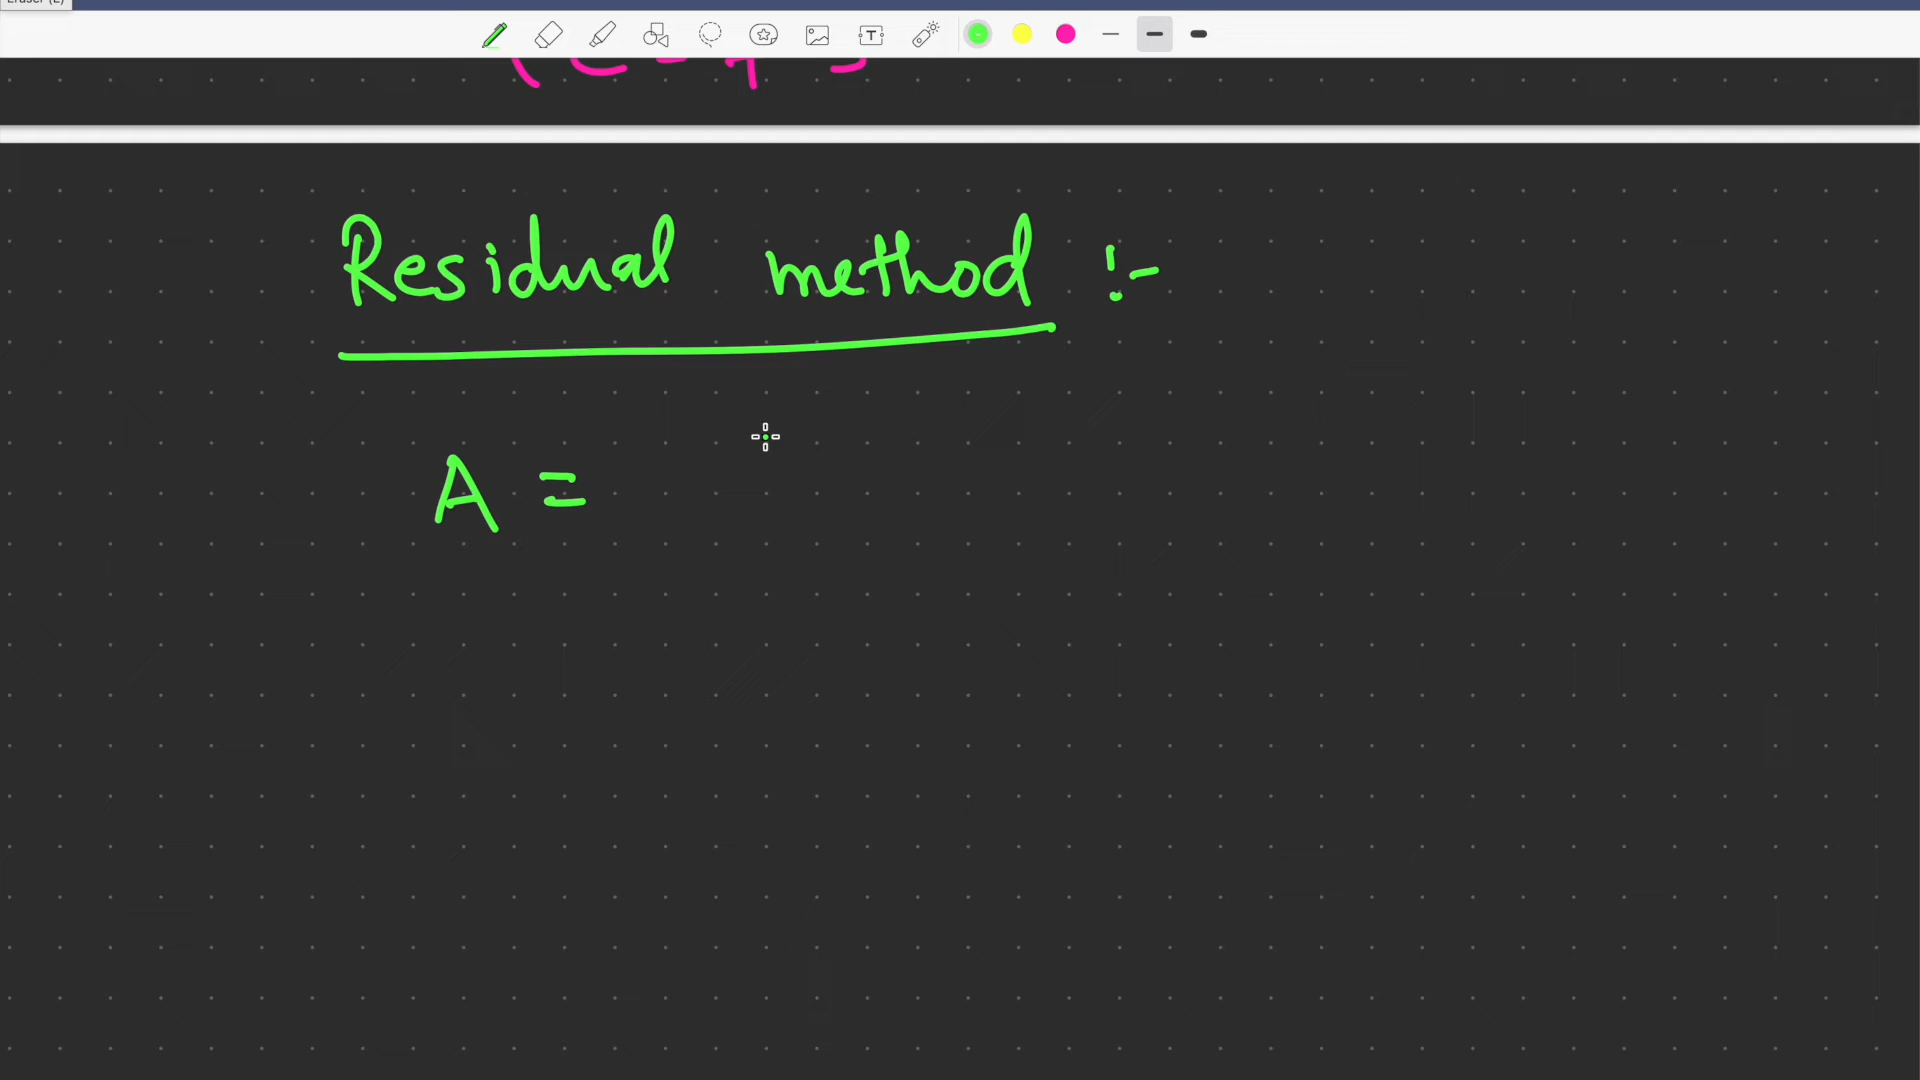 Residual method :-
A =